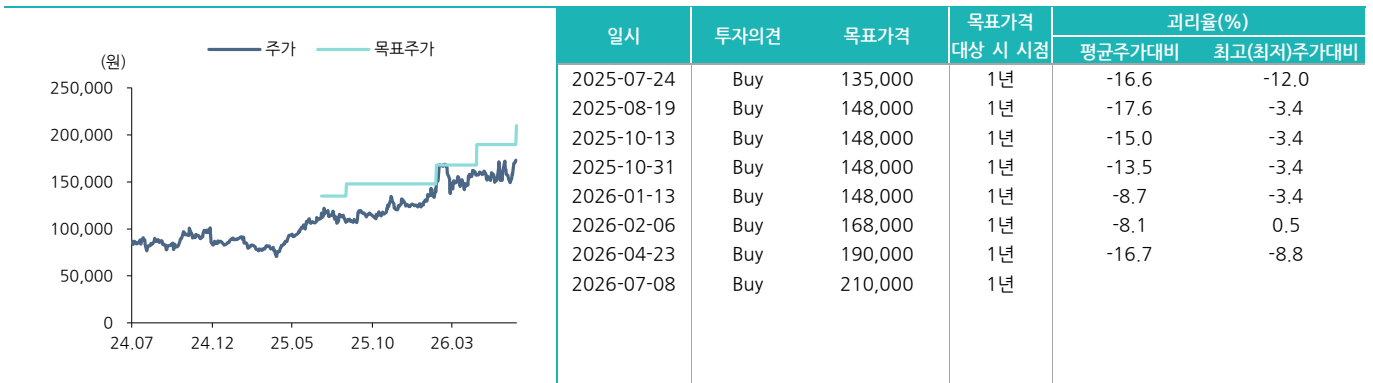 주가 목표주가
(원)
250,000
200,000
150,000
100,000
50,000
0
24.07 24.12 25.05 25.10 26.03
일시 투자의견 목표가격 목표가격 대상 시 시점 괴리율(%)
평균주가대비 최고(최저)주가대비
2025-07-24 Buy 135,000 1년 -16.6 -12.0
2025-08-19 Buy 148,000 1년 -17.6 -3.4
2025-10-13 Buy 148,000 1년 -15.0 -3.4
2025-10-31 Buy 148,000 1년 -13.5 -3.4
2026-01-13 Buy 148,000 1년 -8.7 -3.4
2026-02-06 Buy 168,000 1년 -8.1 0.5
2026-04-23 Buy 190,000 1년 -16.7 -8.8
2026-07-08 Buy 210,000 1년